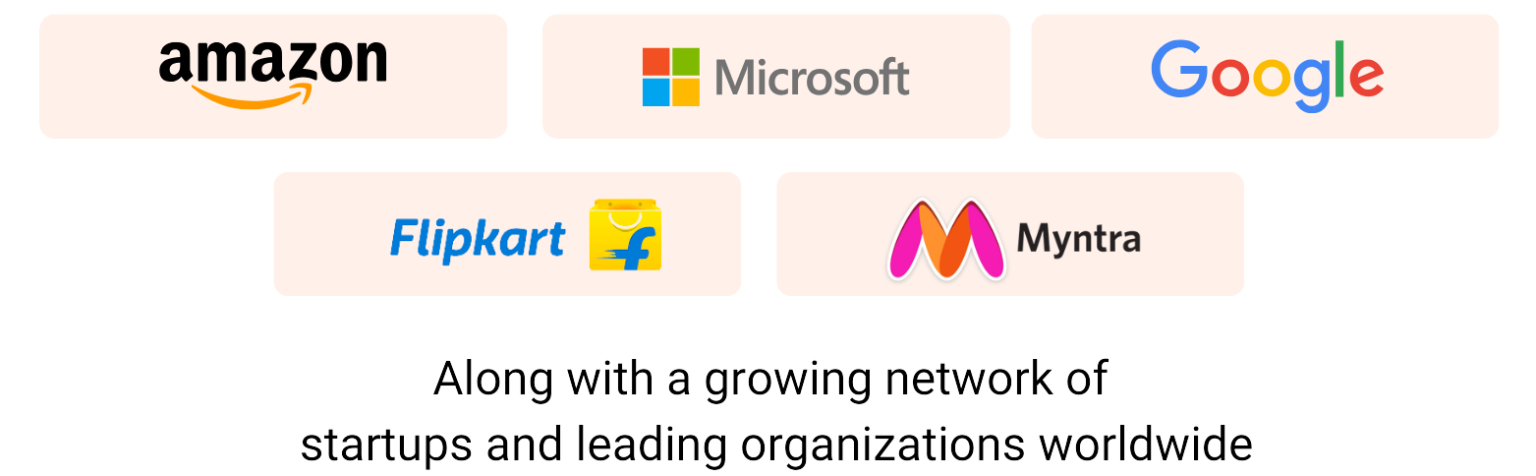 amazon
Microsoft
Google
Flipkart
Myntra
Along with a growing network of
startups and leading organizations worldwide